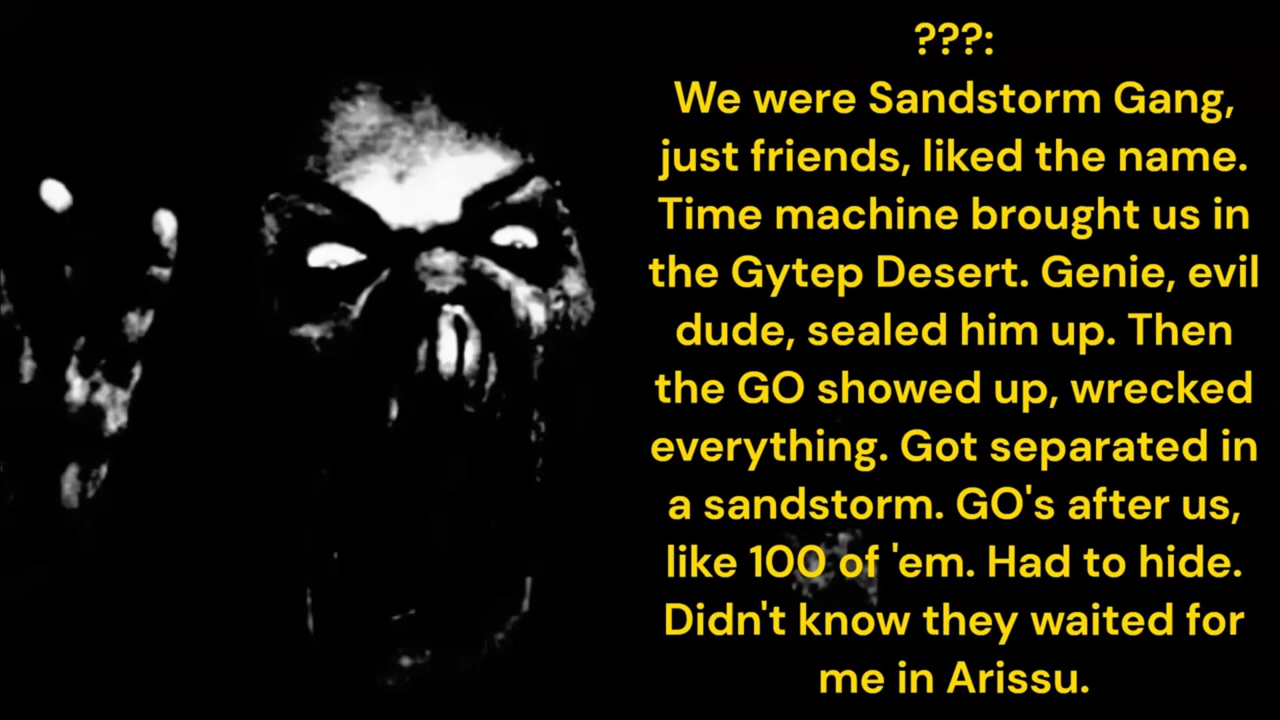 ???:
We were Sandstorm Gang,
just friends, liked the name.
Time machine brought us in
the Gytep Desert. Genie, evil
dude, sealed him up. Then
the GO showed up, wrecked
everything. Got separated in
a sandstorm. GO's after us,
like 100 of 'em. Had to hide.
Didn't know they waited for
me in Arissu.